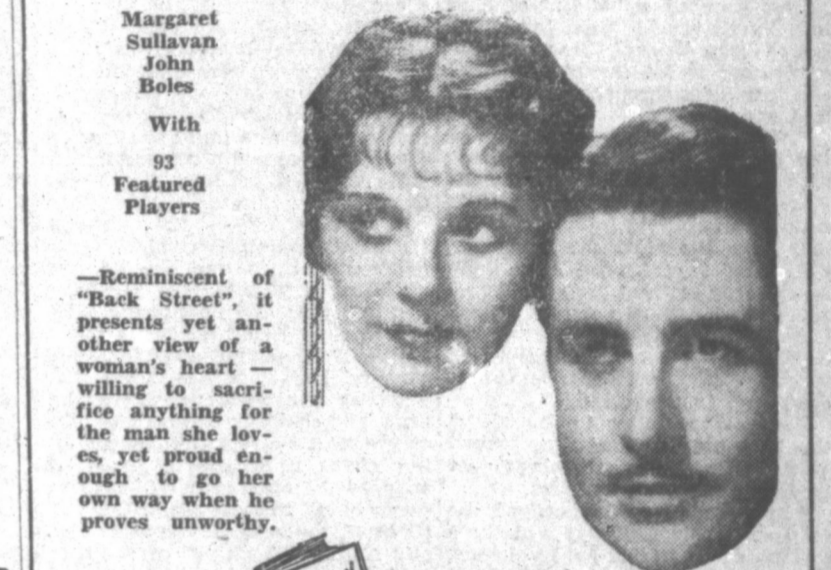 Margaret
Sullavan
John
Boles
With
93
Featured
Players
—Reminiscent of
"Back Street", it
presents yet an-
other view of a
woman's heart —
willing to sacri-
fice anything for
the man she lov-
es, yet proud en-
ough to go her
own way when he
proves unworthy.